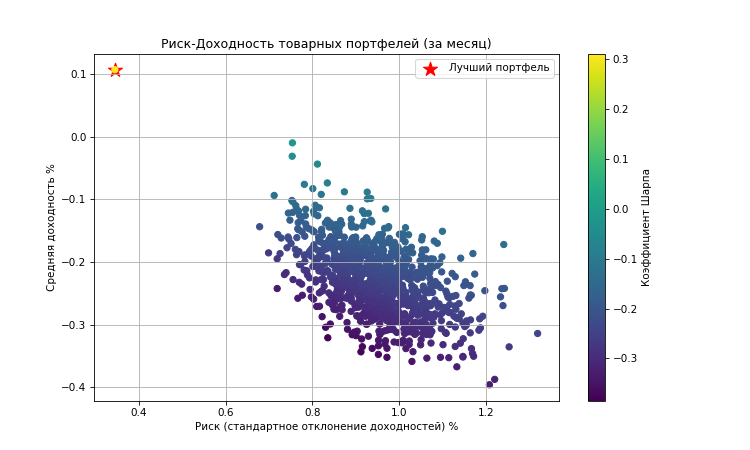 Риск-Доходность товарных портфелей (за месяц)
Лучший портфель
Средняя доходность %
0.1
0.0
−0.1
−0.2
−0.3
−0.4
0.4 0.6 0.8 1.0 1.2
Риск (стандартное отклонение доходностей) %
0.3
0.2
0.1
0.0
−0.1
−0.2
−0.3
Коэффициент Шарпа